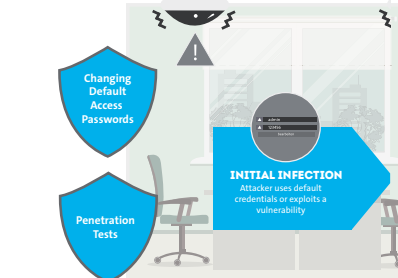 Changing
Default
Access
Passwords
admin
123456
INITIAL INFECTION
Attacker uses default
credentials or exploits a
vulnerability
Penetration
Tests